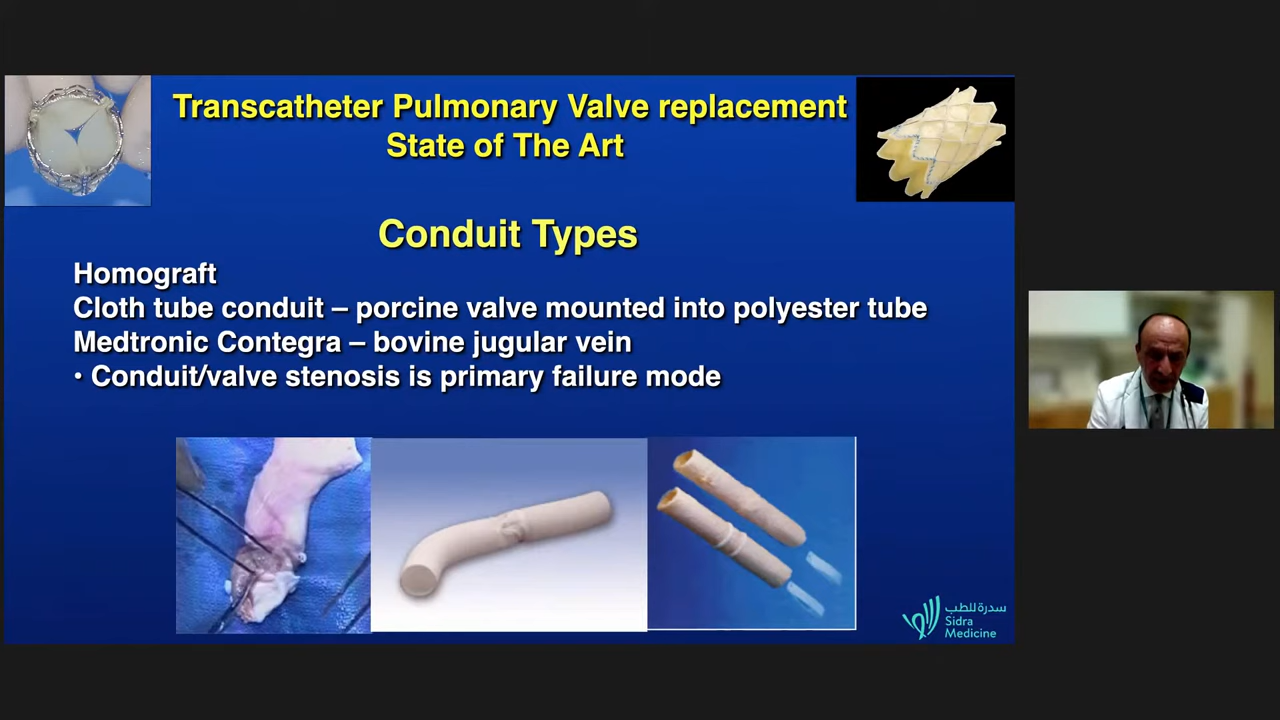 Transcatheter Pulmonary Valve replacement
State of The Art
Conduit Types
Homograft
Cloth tube conduit – porcine valve mounted into polyester tube
Medtronic Contegra – bovine jugular vein
• Conduit/valve stenosis is primary failure mode
سدرة للطب
Sidra
Medicine